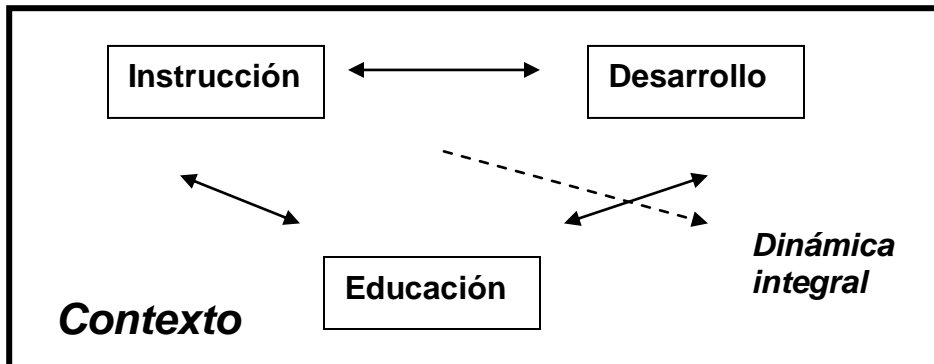 Instrucción
Desarrollo
Dinámica
integral
Educación
Contexto